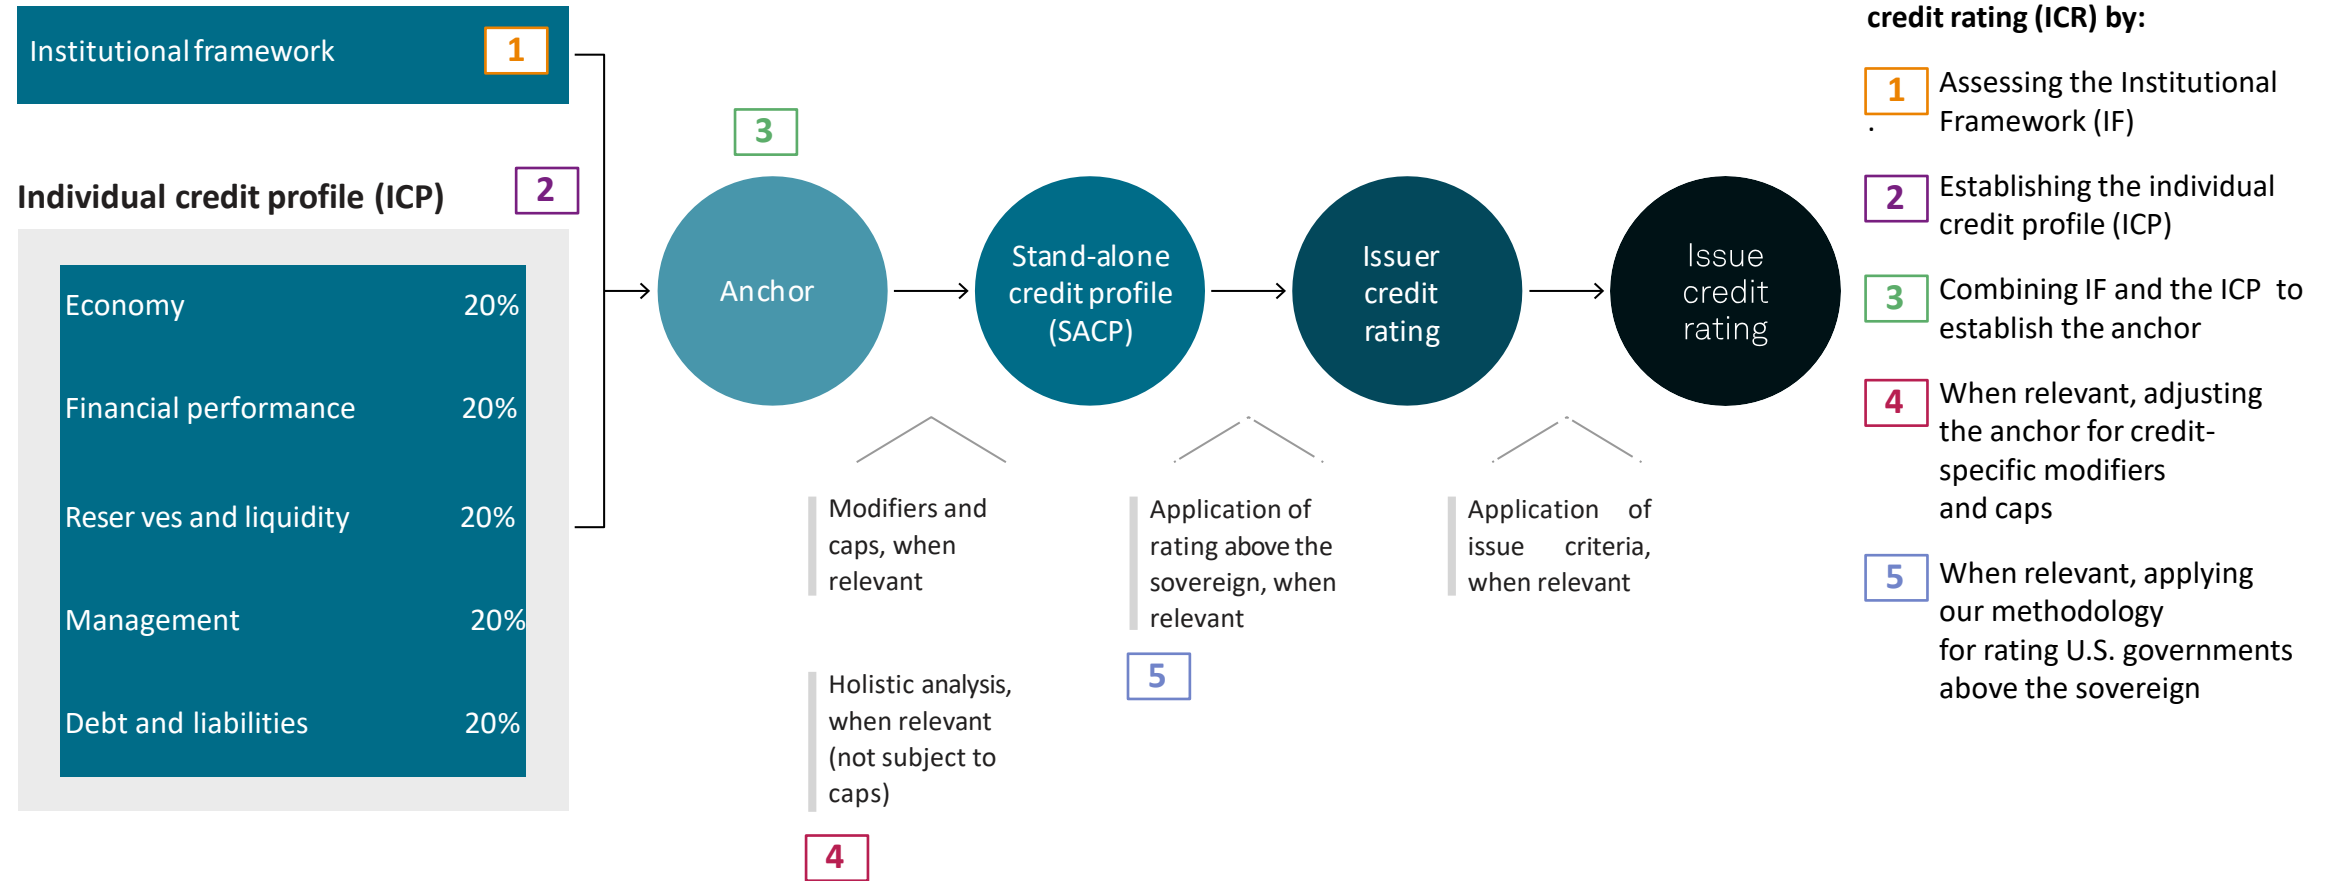 Institutional framework 1
Individual credit profile (ICP) 2
Economy 20%
Financial performance 20%
Reser ves and liquidity 20%
Management 20%
Debt and liabilities 20%
3
Anchor
Stand-alone
credit profile
(SACP)
Issuer
credit
rating
Issue
credit
rating
Modifiers and
caps, when
relevant
Holistic analysis,
when relevant
(not subject to
caps)
4
Application of
rating above the
sovereign, when
relevant
5
Application of
issue criteria,
when relevant
credit rating (ICR) by:
1 Assessing the Institutional
. Framework (IF)
2 Establishing the individual
credit profile (ICP)
3 Combining IF and the ICP to
establish the anchor
4 When relevant, adjusting
the anchor for credit-
specific modifiers
and caps
5 When relevant, applying
our methodology
for rating U.S. governments
above the sovereign